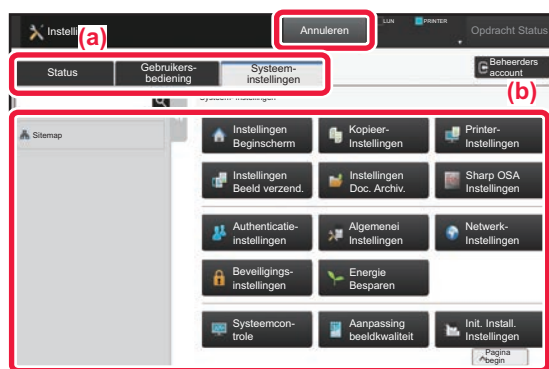 Instelli
(a)
Annuleren
LIJN
PRINTER
Opdracht Status
Status
Gebruikers-
bediening
Systeem-
instellingen
Beheerders
account
(b)
Sitemap
Instellingen
Beginscherm
Kopieer-
Instellingen
Printer-
Instellingen
Instellingen
Beeld verzend.
Instellingen
Doc. Archiv.
Sharp OSA
Instellingen
Authenticatie-
instellingen
Algemenei
Instellingen
Netwerk-
Instellingen
Beveiligings-
instellingen
Energie
Besparen
Systeemcon-
trole
Aanpassing
beeldkwaliteit
Init. Install.
Instellingen
Pagina
begin